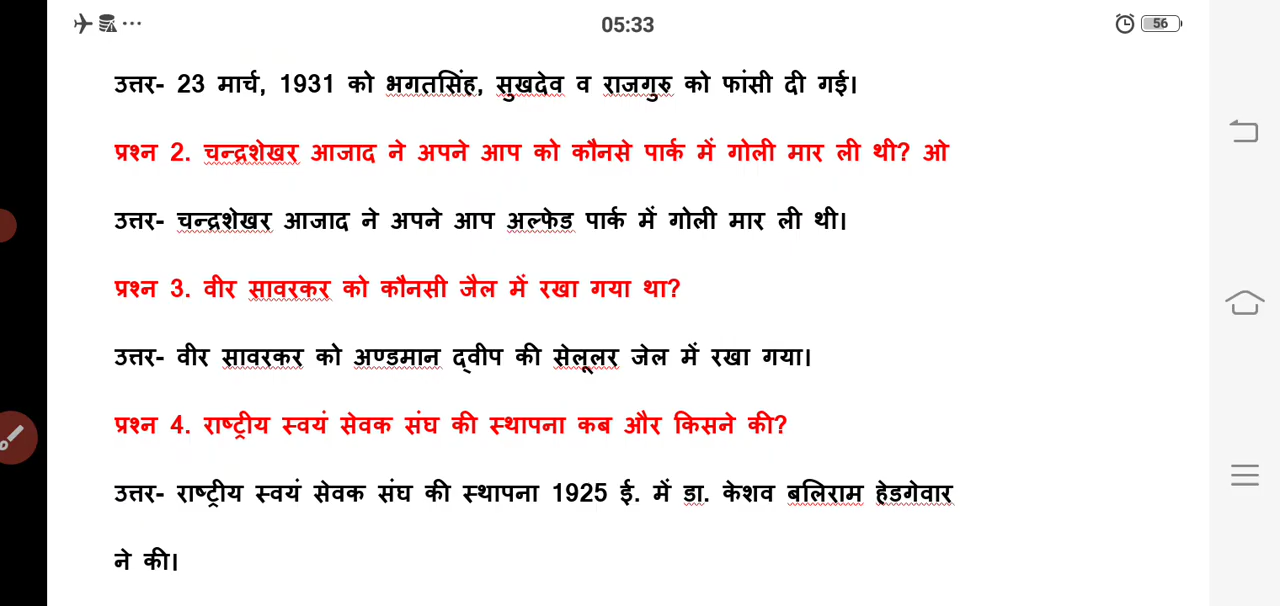 05:33
56
उत्तर- 23 मार्च, 1931 को भगतसिंह, सुखदेव व राजगुरु को फांसी दी गई।
प्रश्न 2. चन्द्रशेखर आजाद ने अपने आप को कौनसे पार्क में गोली मार ली थी? ओ
उत्तर- चन्द्रशेखर आजाद ने अपने आप अल्फेड पार्क में गोली मार ली थी।
प्रश्न 3. वीर सावरकर को कौनसी जैल में रखा गया था?
उत्तर- वीर सावरकर को अण्डमान द्वीप की सेलूलर जेल में रखा गया।
प्रश्न 4. राष्ट्रीय स्वयं सेवक संघ की स्थापना कब और किसने की?
उत्तर- राष्ट्रीय स्वयं सेवक संघ की स्थापना 1925 ई. में डा. केशव बलिराम हेडगेवार
ने की।